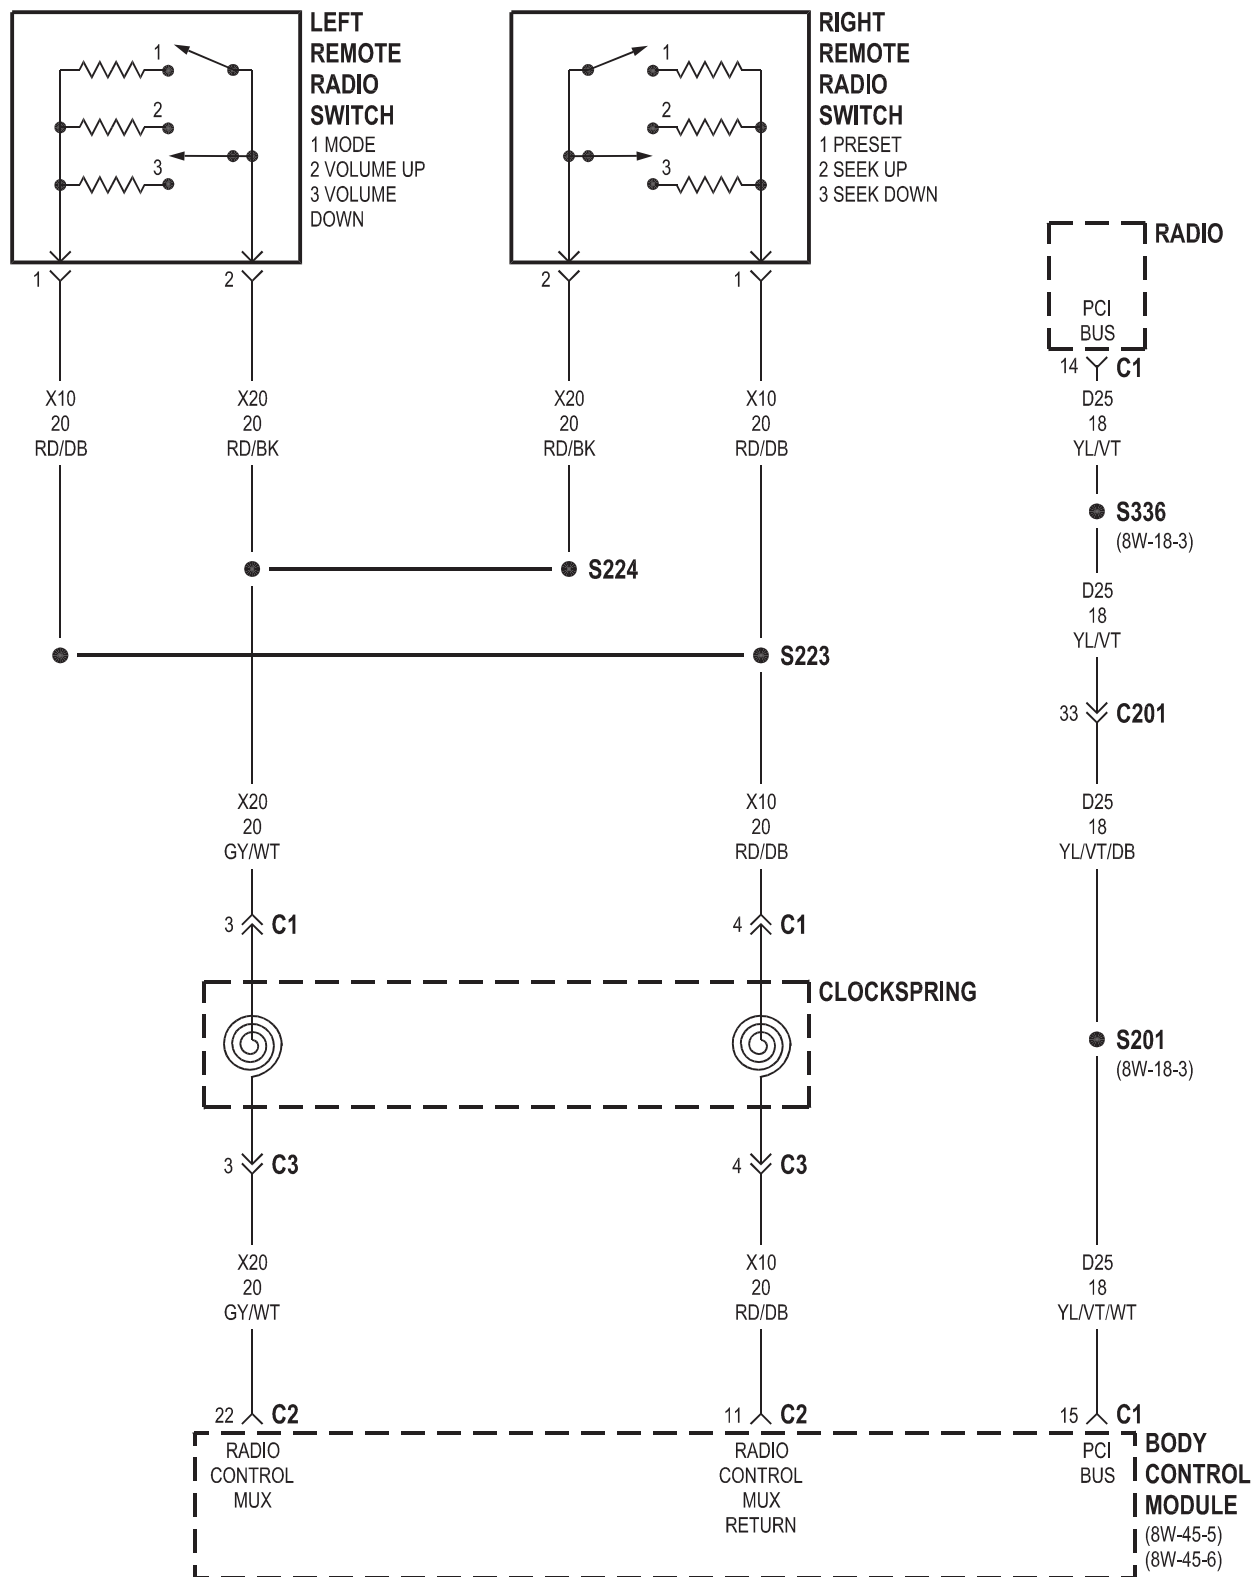 LEFT
REMOTE
RADIO
SWITCH
1 MODE
2 VOLUME UP
3 VOLUME
DOWN
1
2
3
RIGHT
REMOTE
RADIO
SWITCH
1 PRESET
2 SEEK UP
3 SEEK DOWN
1
2
3
RADIO
PCI
BUS
1
2
2
1
14 C1
X10
20
RD/DB
X20
20
RD/BK
X20
20
RD/BK
X10
20
RD/DB
D25
18
YL/VT
S336
(8W-18-3)
S224
D25
18
YL/VT
S223
33 C201
X20
20
GY/WT
X10
20
RD/DB
D25
18
YL/VT/DB
3 C1
4 C1
CLOCKSPRING
S201
(8W-18-3)
3 C3
4 C3
X20
20
GY/WT
X10
20
RD/DB
D25
18
YL/VT/WT
22 C2
11 C2
15 C1
RADIO
CONTROL
MUX
RADIO
CONTROL
MUX
RETURN
PCI
BUS
BODY
CONTROL
MODULE
(8W-45-5)
(8W-45-6)